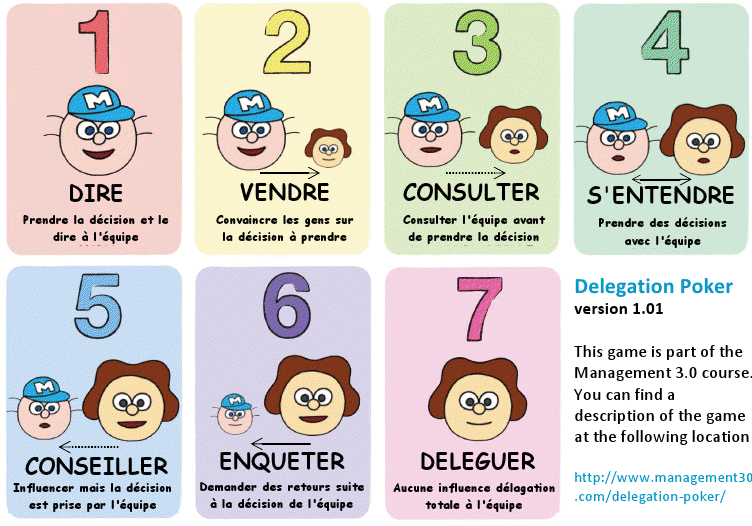 1
M
DIRE
Prendre la décision et le
dire à l'équipe
2
M
VENDRE
Convaincre les gens sur
la décision à prendre
3
M
CONSULTER
Consulter l'équipe avant
de prendre la décision
4
M
S'ENTENDRE
Prendre des décisions
avec l'équipe
5
M
CONSEILLER
Influencer mais la décision
est prise par l'équipe
6
M
ENQUETER
Demander des retours suite
à la décision de l'équipe
7
DELEGUER
Aucune influence délagation
totale à l'équipe
Delegation Poker
version 1.01
This game is part of the
Management 3.0 course.
You can find a
description of the game
at the following location
http://www.management30
.com/delegation-poker/